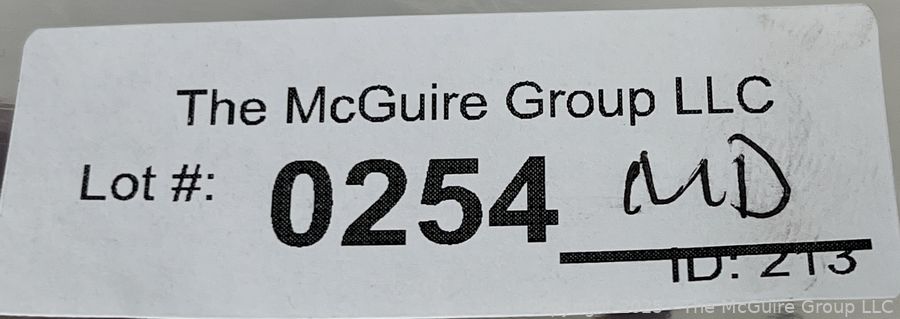 The McGuire Group LLC
Lot #: 0254 MD
ID: 213
The McGuire Group LLC